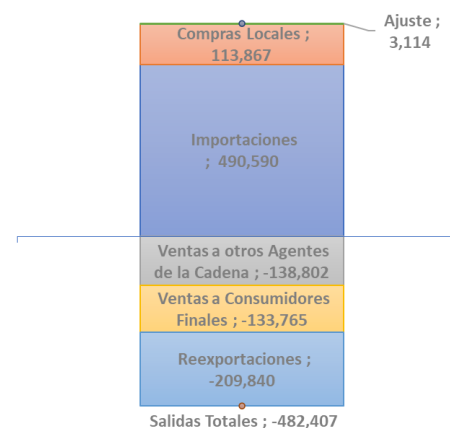 Ajuste ;
3,114
Compras Locales ;
113,867
Importaciones
; 490,590
Ventas a otros Agentes
de la Cadena ; -138,802
Ventas a Consumidores
Finales ; -133,765
Reexportaciones ;
-209,840
Salidas Totales ; -482,407